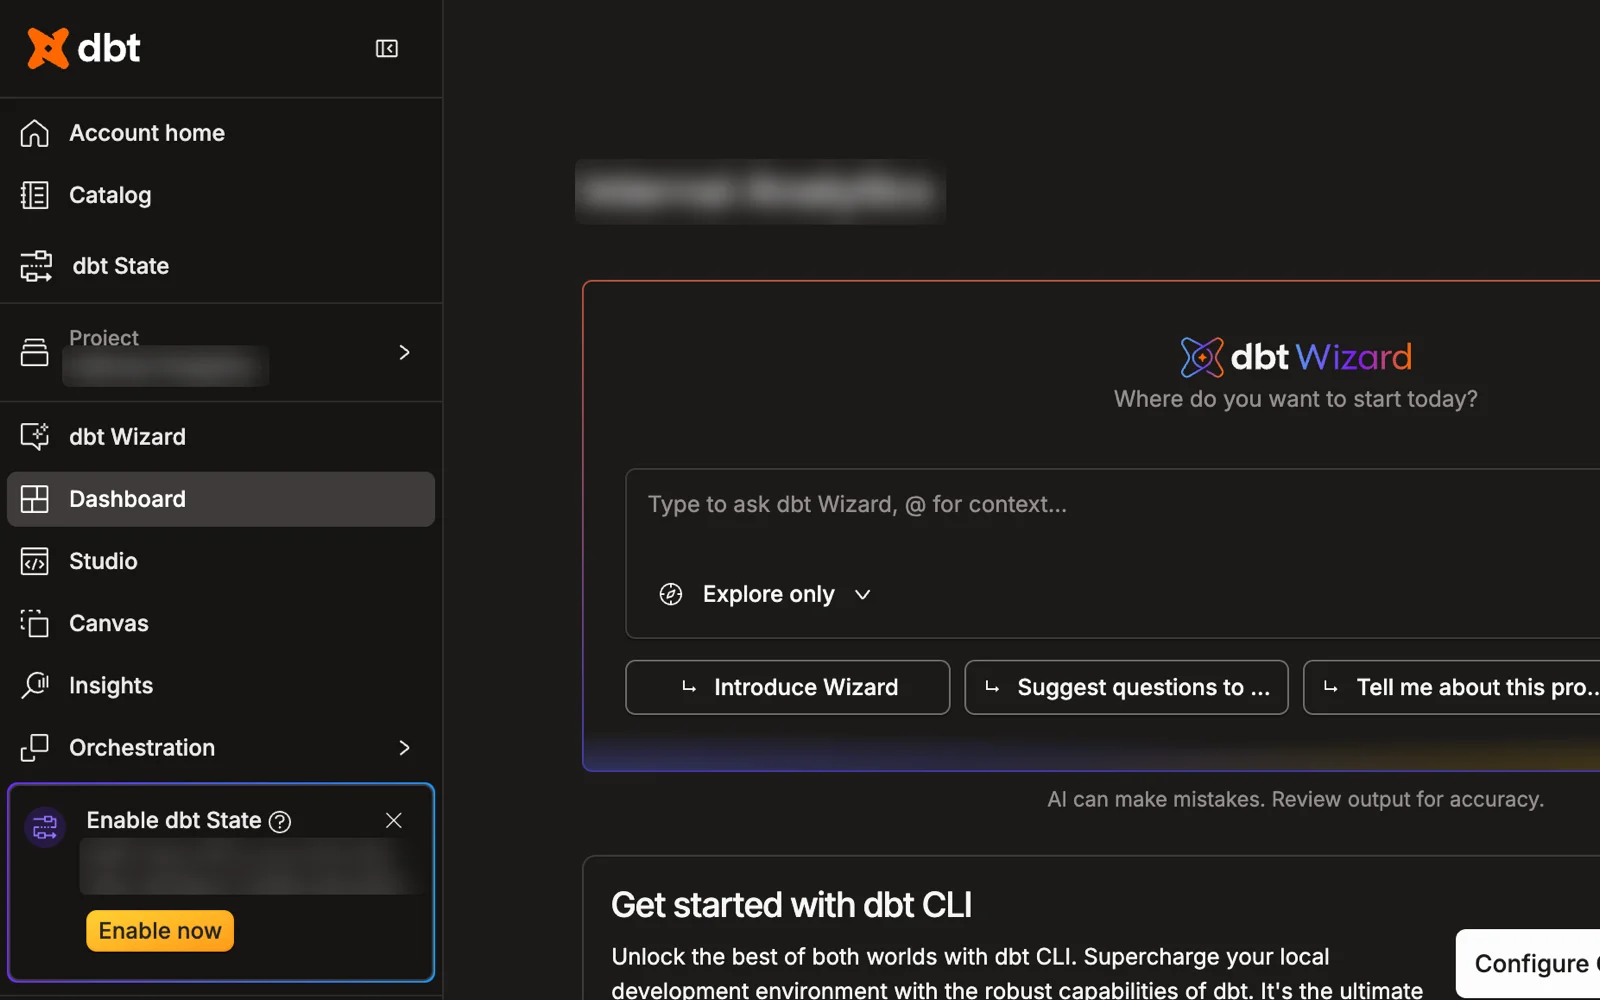 dbt
Account home
Catalog
dbt State
Project
dbt Wizard
Dashboard
Studio
Canvas
Insights
Orchestration
Enable dbt State
Enable now
dbt Wizard
Where do you want to start today?
Type to ask dbt Wizard, @ for context...
Explore only
Introduce Wizard
Suggest questions to ...
Tell me about this pro...
AI can make mistakes. Review output for accuracy.
Get started with dbt CLI
Unlock the best of both worlds with dbt CLI. Supercharge your local
development environment with the robust capabilities of dbt. It's the ultimate
Configure